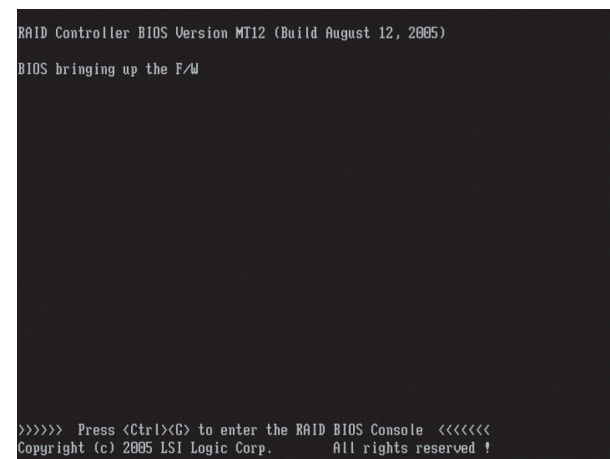 RAID Controller BIOS Version MT12 (Build August 12, 2005)
BIOS bringing up the F/W
>>>>>> Press <Ctrl><G> to enter the RAID BIOS Console <<<<<<<
Copyright (c) 2005 LSI Logic Corp. All rights reserved !